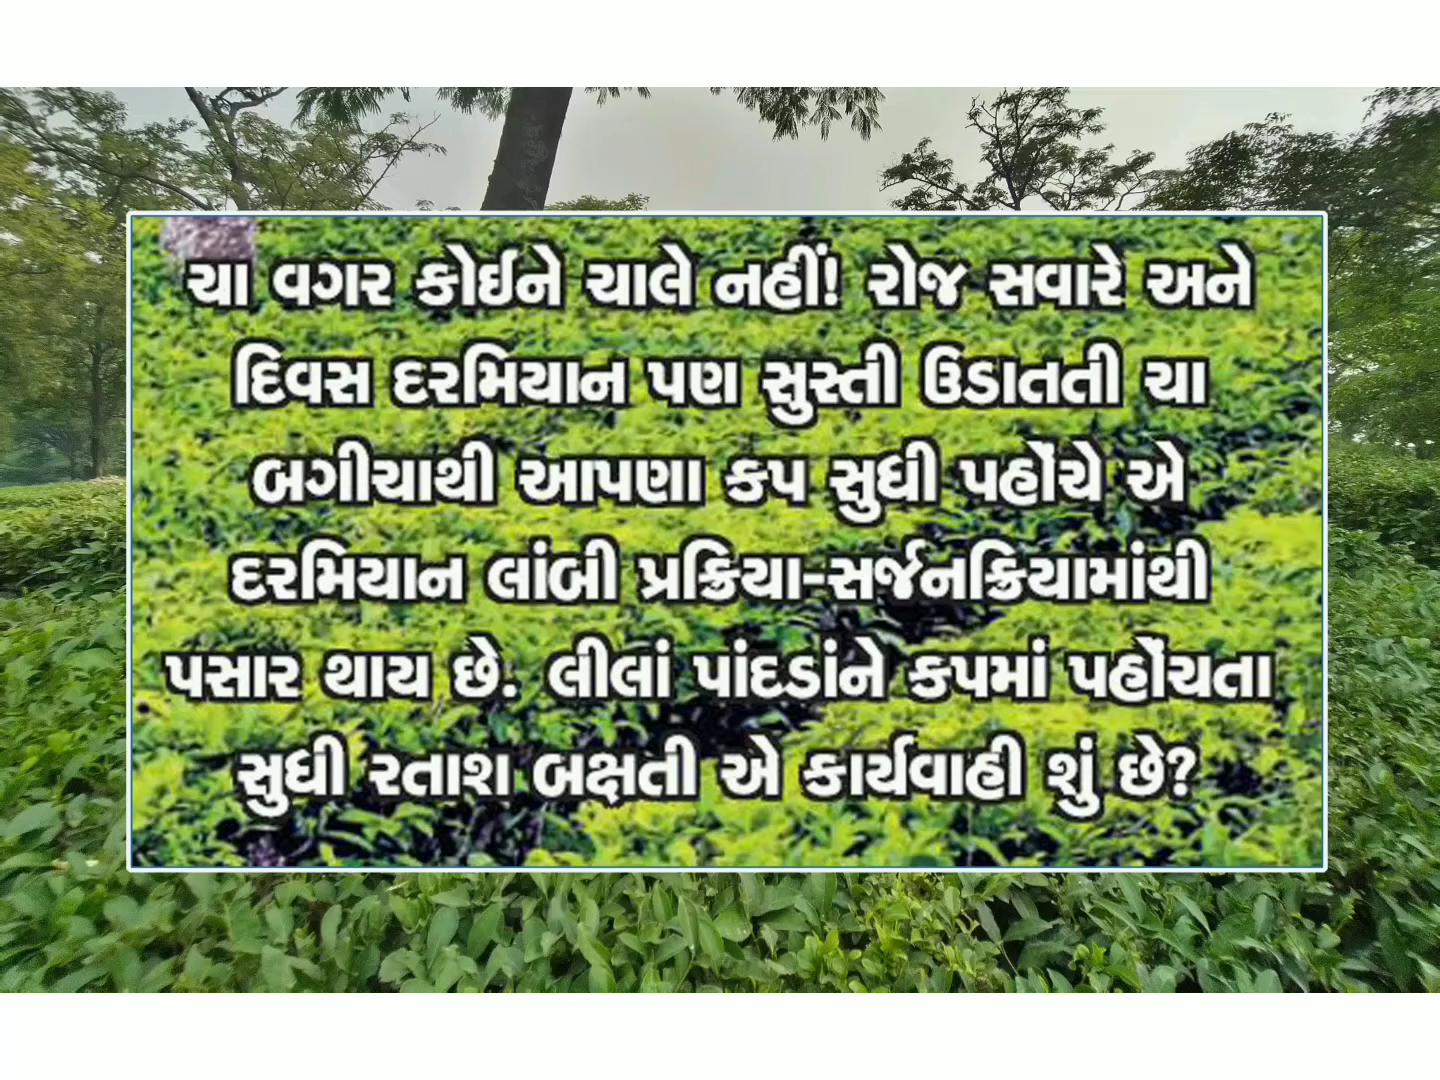 ચા વગર કોઈને ચાલે નહીં! રોજ સવારે અને
દિવસ દરમિયાન પણ સુસ્તી ઉડાતતી ચા
બગીચાથી આપણા કપ સુધી પહોંચે એ
દરમિયાન લાંબી પ્રક્રિયા-સર્જનક્રિયામાંથી
પસાર થાય છે. લીલાં પાંદડાંને કપમાં પહોંચતા
સુધી રતાશ બક્ષતી એ કાર્યવાહી શું છે?